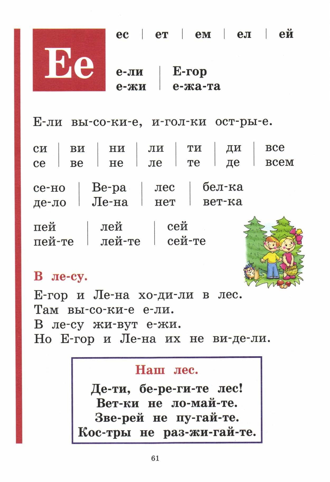 Ее
ес | ет | ем | ел | ей
е-ли | Е-гор
е-жи | е-жа-та
Е-ли вы-со-ки-е, и-гол-ки ост-ры-е.
си | ви | ни | ли | ти | ди | все
се | ве | не | ле | те | де | всем
се-но | Ве-ра | лес | бел-ка
де-ло | Ле-на | нет | вет-ка
пей | лей | сей
пей-те | лей-те | сей-те
В ле-су.
Е-гор и Ле-на хо-ди-ли в лес.
Там вы-со-ки-е е-ли.
В ле-су жи-вут е-жи.
Но Е-гор и Ле-на их не ви-де-ли.
Наш лес.
Де-ти, бе-ре-ги-те лес!
Вет-ки не ло-май-те.
Зве-рей не пу-гай-те.
Кос-тры не раз-жи-гай-те.
61